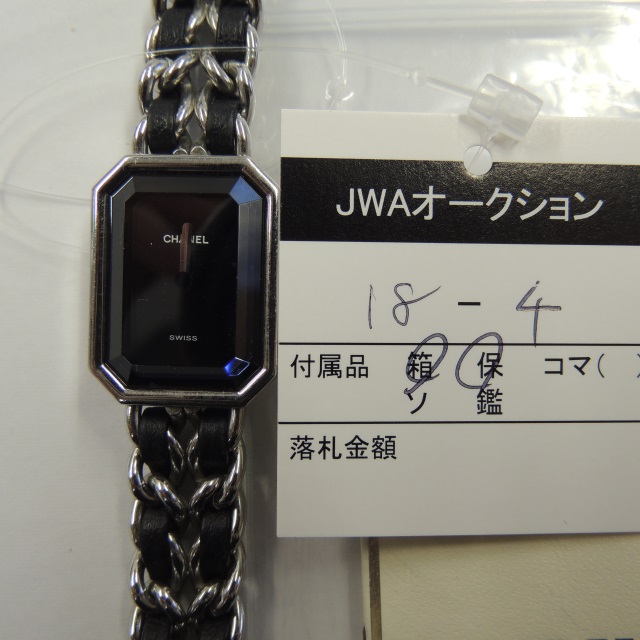 CHANEL
SWISS
JWAオークション
18 - 4
付属品 箱 保 コマ( )
ソ 鑑
落札金額